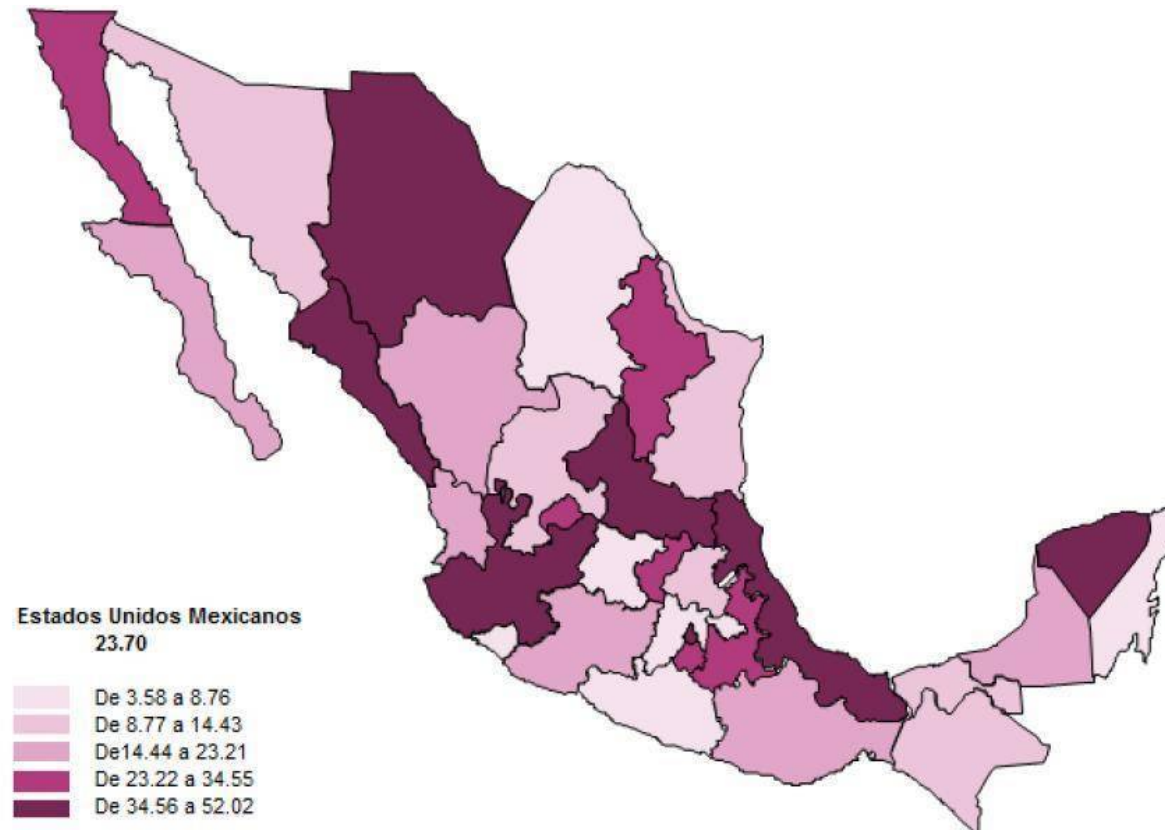 Estados Unidos Mexicanos
23.70
De 3.58 a 8.76
De 8.77 a 14.43
De14.44 a 23.21
De 23.22 a 34.55
De 34.56 a 52.02